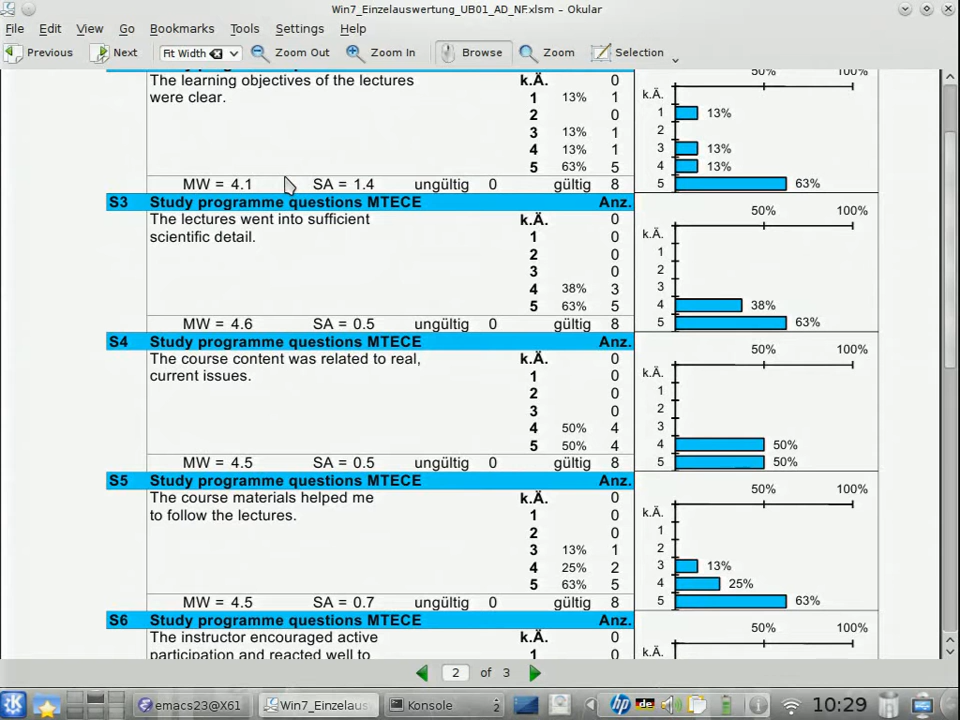 Win7_Einzelauswertung_UB01_AD_NF.xlsm – Okular
File Edit View Go Bookmarks Tools Settings Help
Previous Next Fit Width Zoom Out Zoom In Browse Zoom Selection
The learning objectives of the lectures
were clear.
k.Ä. 0
1 13% 1
2 0
3 13% 1
4 13% 1
5 63% 5
MW = 4.1 SA = 1.4 ungültig 0 gültig 8
50% 100%
k.Ä.
1 13%
2
3 13%
4 13%
5 63%
S3 Study programme questions MTECE Anz.
The lectures went into sufficient
scientific detail.
k.Ä. 0
1 0
2 0
3 0
4 38% 3
5 63% 5
MW = 4.6 SA = 0.5 ungültig 0 gültig 8
50% 100%
k.Ä.
1
2
3
4 38%
5 63%
S4 Study programme questions MTECE Anz.
The course content was related to real,
current issues.
k.Ä. 0
1 0
2 0
3 0
4 50% 4
5 50% 4
MW = 4.5 SA = 0.5 ungültig 0 gültig 8
50% 100%
k.Ä.
1
2
3
4 50%
5 50%
S5 Study programme questions MTECE Anz.
The course materials helped me
to follow the lectures.
k.Ä. 0
1 0
2 0
3 13% 1
4 25% 2
5 63% 5
MW = 4.5 SA = 0.7 ungültig 0 gültig 8
50% 100%
k.Ä.
1
2
3 13%
4 25%
5 63%
S6 Study programme questions MTECE Anz.
The instructor encouraged active
participation and reacted well to
k.Ä. 0
1 0
50% 100%
k.Ä.
2 of 3
emacs23@X61 Win7_Einzelaus Konsole 2 hp de 10:29